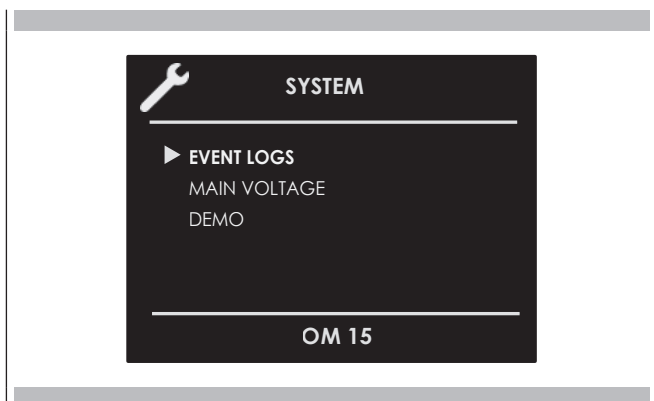 SYSTEM
EVENT LOGS
MAIN VOLTAGE
DEMO
OM 15